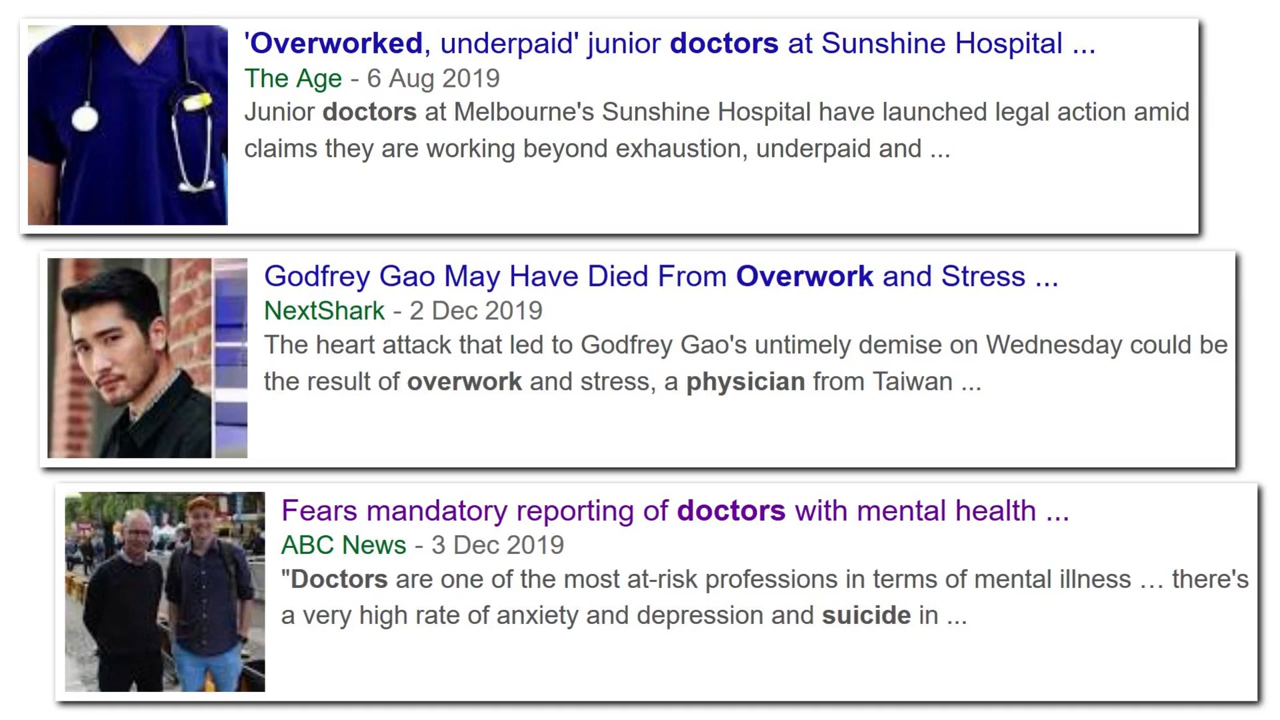 'Overworked, underpaid' junior doctors at Sunshine Hospital ...
The Age - 6 Aug 2019
Junior doctors at Melbourne's Sunshine Hospital have launched legal action amid
claims they are working beyond exhaustion, underpaid and ...
Godfrey Gao May Have Died From Overwork and Stress ...
NextShark - 2 Dec 2019
The heart attack that led to Godfrey Gao's untimely demise on Wednesday could be
the result of overwork and stress, a physician from Taiwan ...
Fears mandatory reporting of doctors with mental health ...
ABC News - 3 Dec 2019
"Doctors are one of the most at-risk professions in terms of mental illness … there's
a very high rate of anxiety and depression and suicide in ...